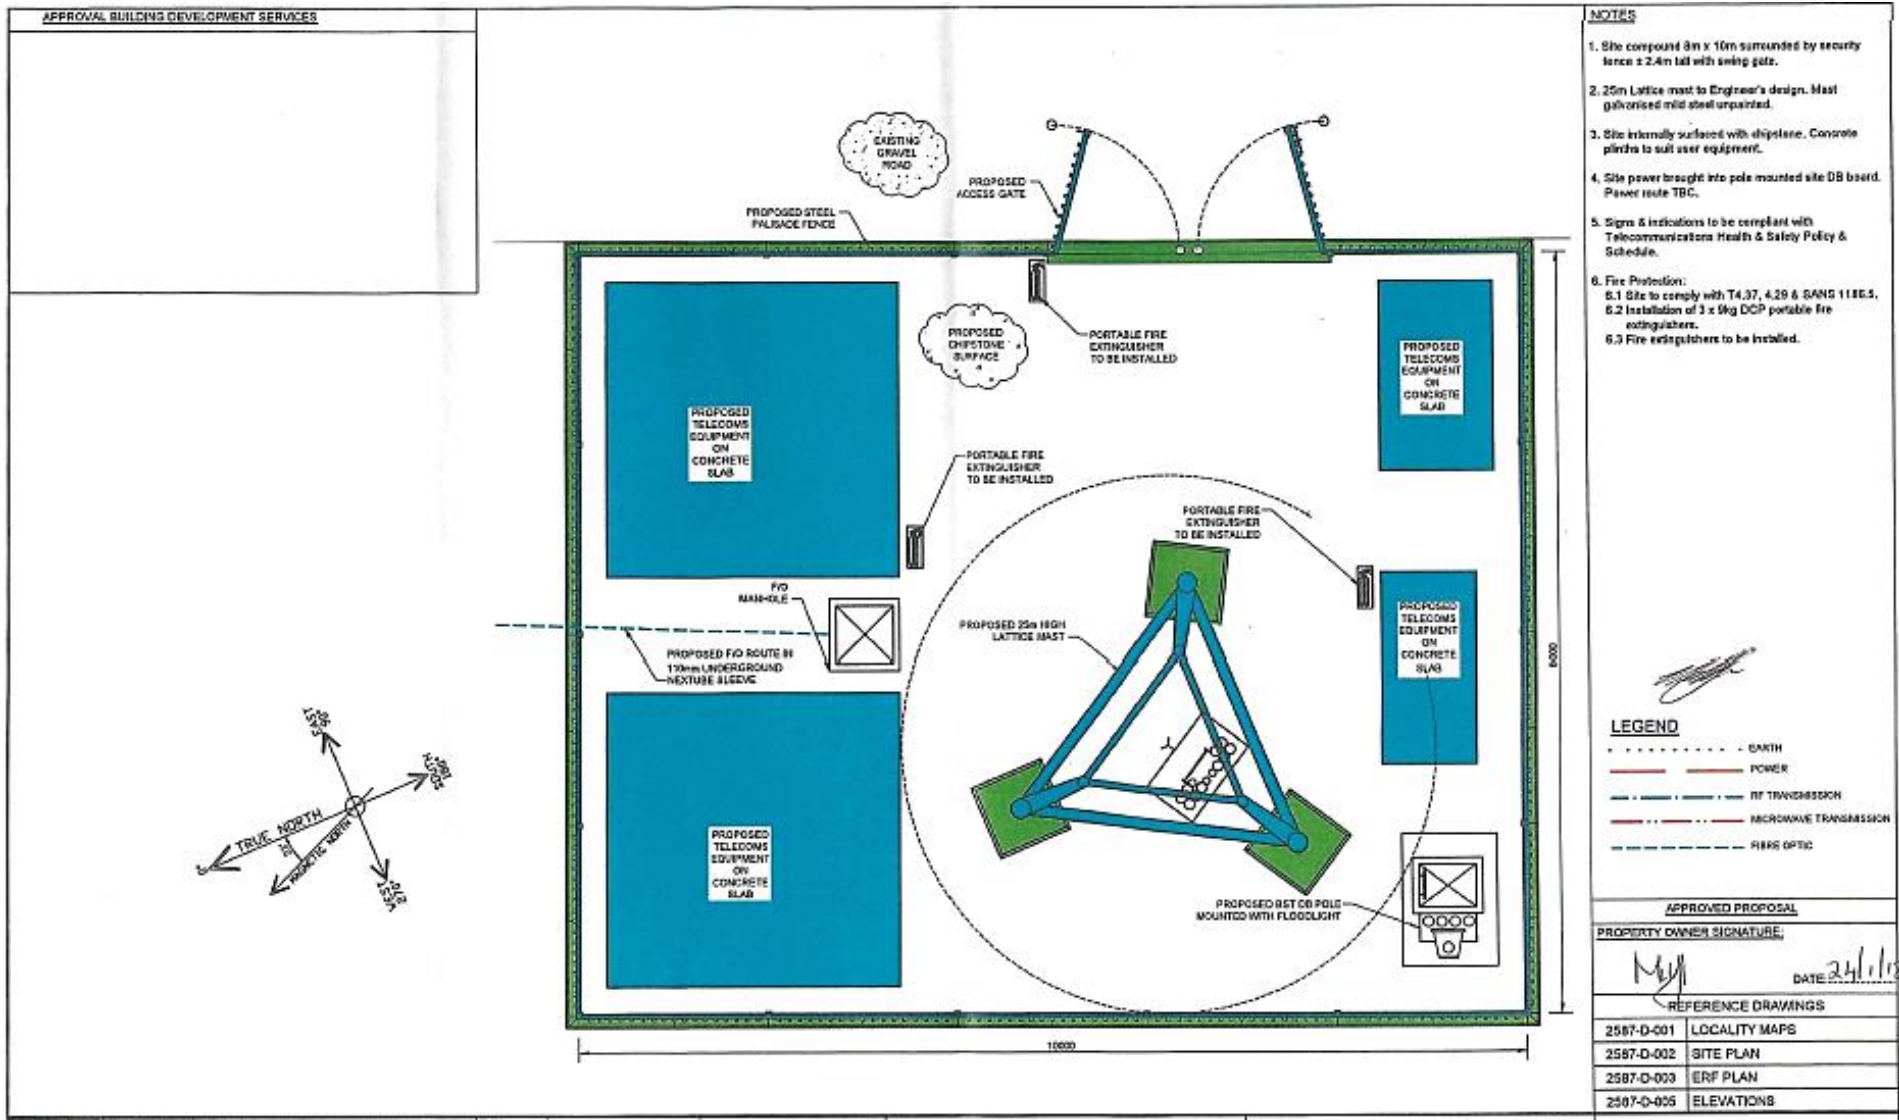 APPROVAL BUILDING DEVELOPMENT SERVICES
EXISTING
GRAVEL
ROAD
PROPOSED
ACCESS GATE
PROPOSED STEEL
PALISADE FENCE
PROPOSED
CHIPSTONE
SURFACE
PORTABLE FIRE
EXTINGUISHER
TO BE INSTALLED
PROPOSED
TELECOMS
EQUIPMENT
ON
CONCRETE
SLAB
PROPOSED
TELECOMS
EQUIPMENT
ON
CONCRETE
SLAB
PORTABLE FIRE
EXTINGUISHER
TO BE INSTALLED
PORTABLE FIRE
EXTINGUISHER
TO BE INSTALLED
F/O
MANHOLE
PROPOSED 25m HIGH
LATTICE MAST
PROPOSED
TELECOMS
EQUIPMENT
ON
CONCRETE
SLAB
PROPOSED F/O ROUTE IN
110mm UNDERGROUND
NEXTUBE SLEEVE
8000
EAST
90°
SOUTH
180°
TRUE NORTH
0°
MAGNETIC NORTH
WEST
270°
PROPOSED
TELECOMS
EQUIPMENT
ON
CONCRETE
SLAB
PROPOSED BST DB POLE
MOUNTED WITH FLOODLIGHT
10000
NOTES
1. Site compound 8m x 10m surrounded by security
fence ± 2.4m tall with swing gate.
2. 25m Lattice mast to Engineer's design. Mast
galvanised mild steel unpainted.
3. Site internally surfaced with chipstone. Concrete
plinths to suit user equipment.
4. Site power brought into pole mounted site DB board.
Power route TBC.
5. Signs & indications to be compliant with
Telecommunications Health & Safety Policy &
Schedule.
6. Fire Protection:
6.1 Site to comply with T4.37, 4.29 & SANS 1186.5.
6.2 Installation of 3 x 9kg DCP portable fire
extinguishers.
6.3 Fire extinguishers to be installed.
LEGEND
EARTH
POWER
RF TRANSMISSION
MICROWAVE TRANSMISSION
FIBRE OPTIC
APPROVED PROPOSAL
PROPERTY OWNER SIGNATURE:
DATE: 24/1/
REFERENCE DRAWINGS
2587-D-001 LOCALITY MAPS
2587-D-002 SITE PLAN
2587-D-003 ERF PLAN
2587-D-005 ELEVATIONS